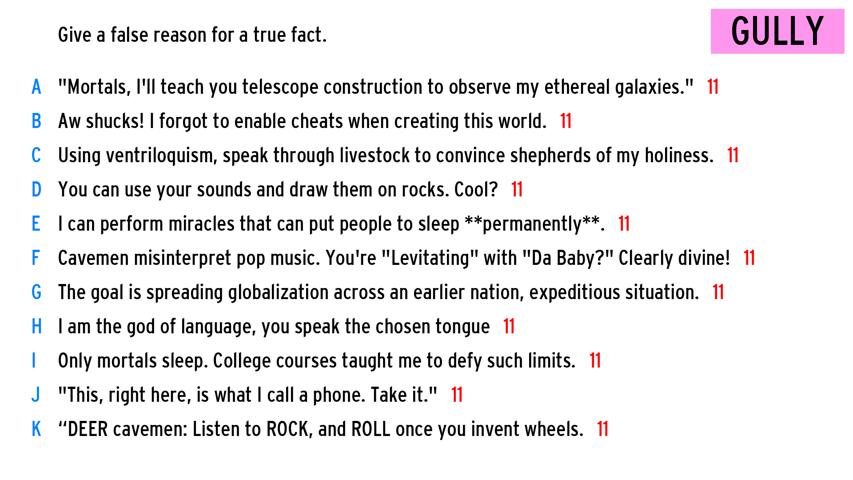 Give a false reason for a true fact.
GULLY
A "Mortals, I'll teach you telescope construction to observe my ethereal galaxies." 11
B Aw shucks! I forgot to enable cheats when creating this world. 11
C Using ventriloquism, speak through livestock to convince shepherds of my holiness. 11
D You can use your sounds and draw them on rocks. Cool? 11
E I can perform miracles that can put people to sleep **permanently**. 11
F Cavemen misinterpret pop music. You're "Levitating" with "Da Baby?" Clearly divine! 11
G The goal is spreading globalization across an earlier nation, expeditious situation. 11
H I am the god of language, you speak the chosen tongue 11
I Only mortals sleep. College courses taught me to defy such limits. 11
J "This, right here, is what I call a phone. Take it." 11
K “DEER cavemen: Listen to ROCK, and ROLL once you invent wheels. 11